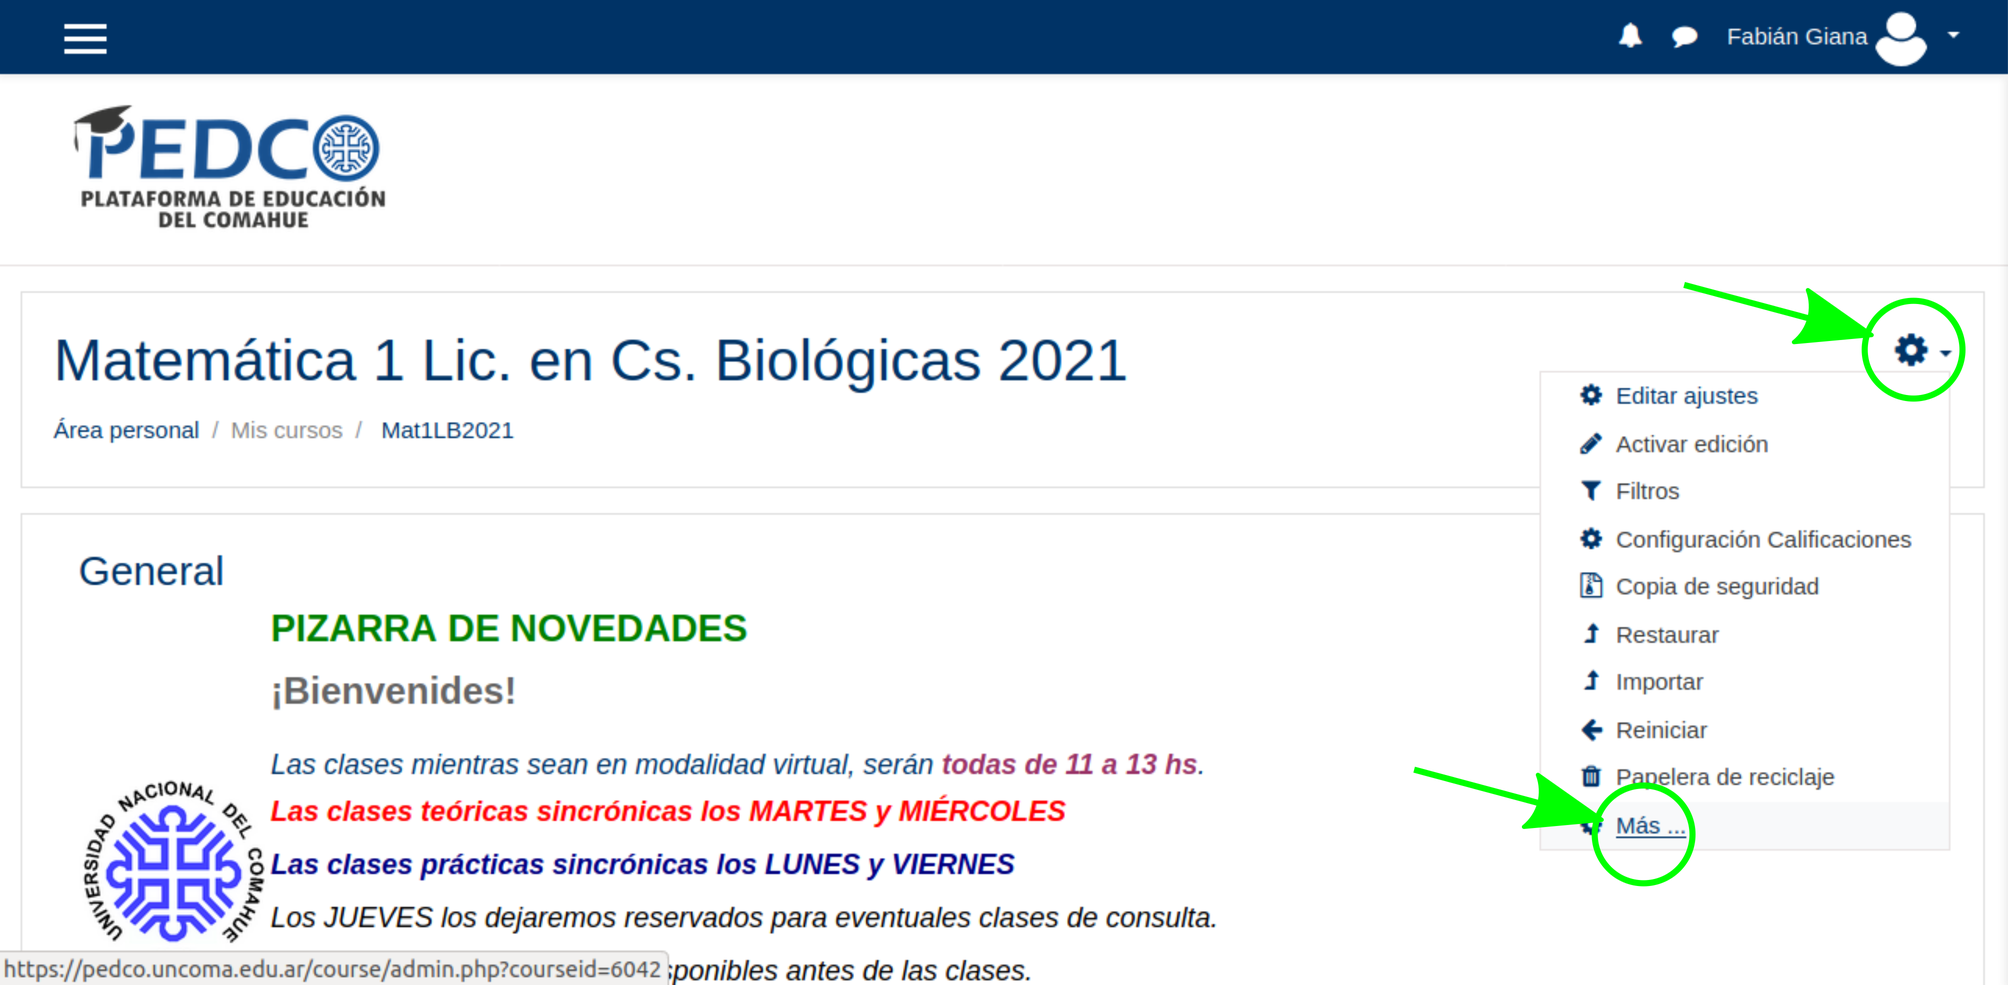 Fabián Giana
PEDCO
PLATAFORMA DE EDUCACIÓN
DEL COMAHUE
Matemática 1 Lic. en Cs. Biológicas 2021
Área personal / Mis cursos / Mat1LB2021
Editar ajustes
Activar edición
Filtros
Configuración Calificaciones
Copia de seguridad
Restaurar
Importar
Reiniciar
Papelera de reciclaje
Más ...
General
PIZARRA DE NOVEDADES
¡Bienvenides!
Las clases mientras sean en modalidad virtual, serán todas de 11 a 13 hs.
Las clases teóricas sincrónicas los MARTES y MIÉRCOLES
Las clases prácticas sincrónicas los LUNES y VIERNES
Los JUEVES los dejaremos reservados para eventuales clases de consulta.
UNIVERSIDAD NACIONAL DEL COMAHUE
https://pedco.uncoma.edu.ar/course/admin.php?courseid=6042
antes de las clases.